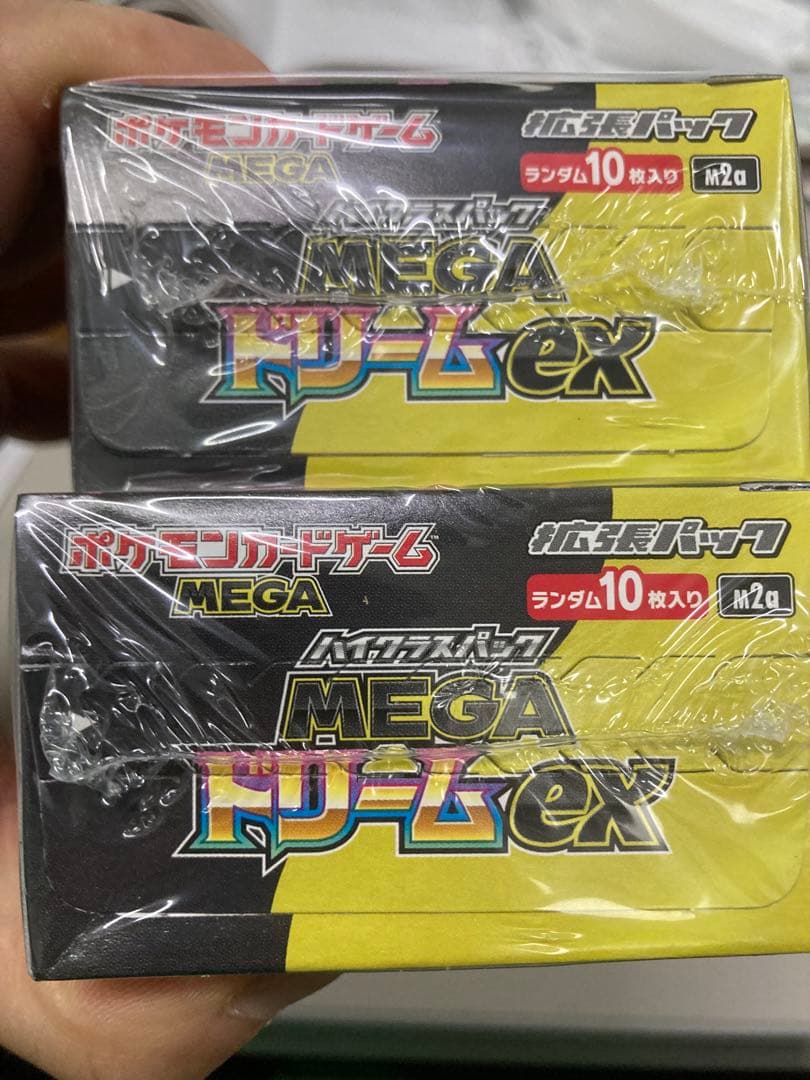 ポケモンカードゲーム
MEGA
拡張パック
ランダム10枚入り M2a
ハイクラスパック
MEGA
ドリームex
ポケモンカードゲーム
MEGA
拡張パック
ランダム10枚入り M2a
ハイクラスパック
MEGA
ドリームex